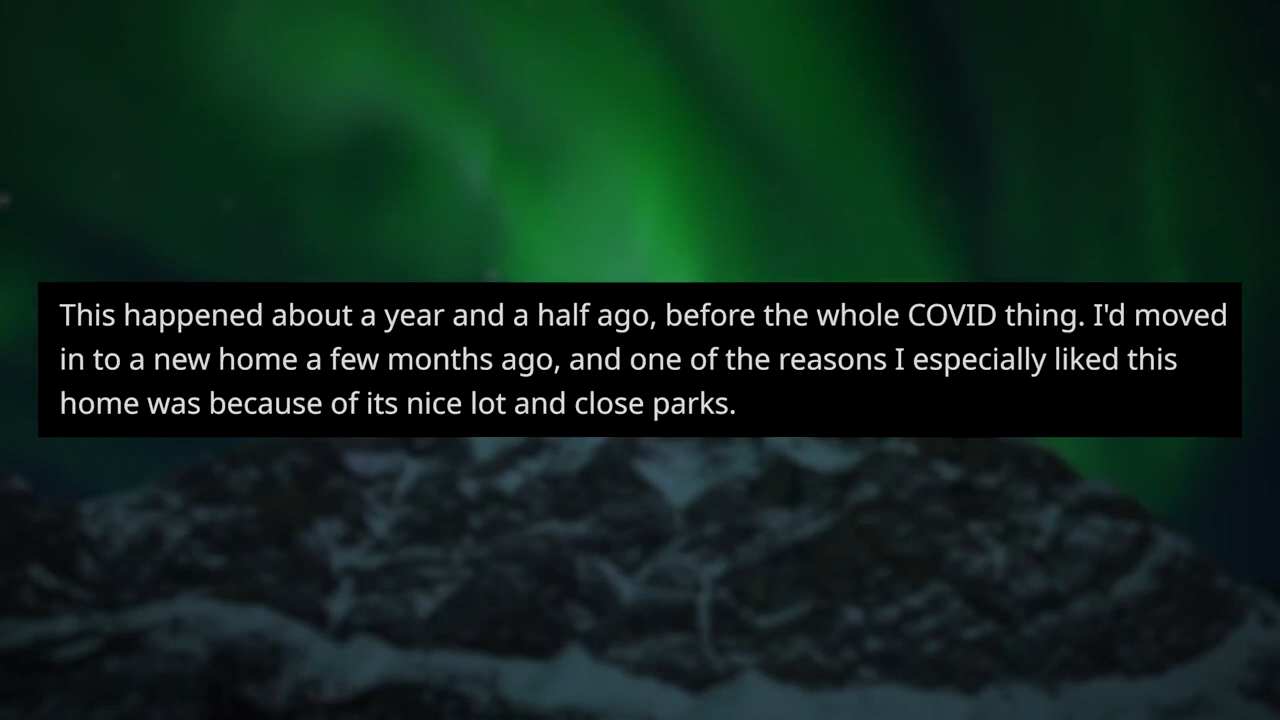 This happened about a year and a half ago, before the whole COVID thing. I'd moved
in to a new home a few months ago, and one of the reasons I especially liked this
home was because of its nice lot and close parks.